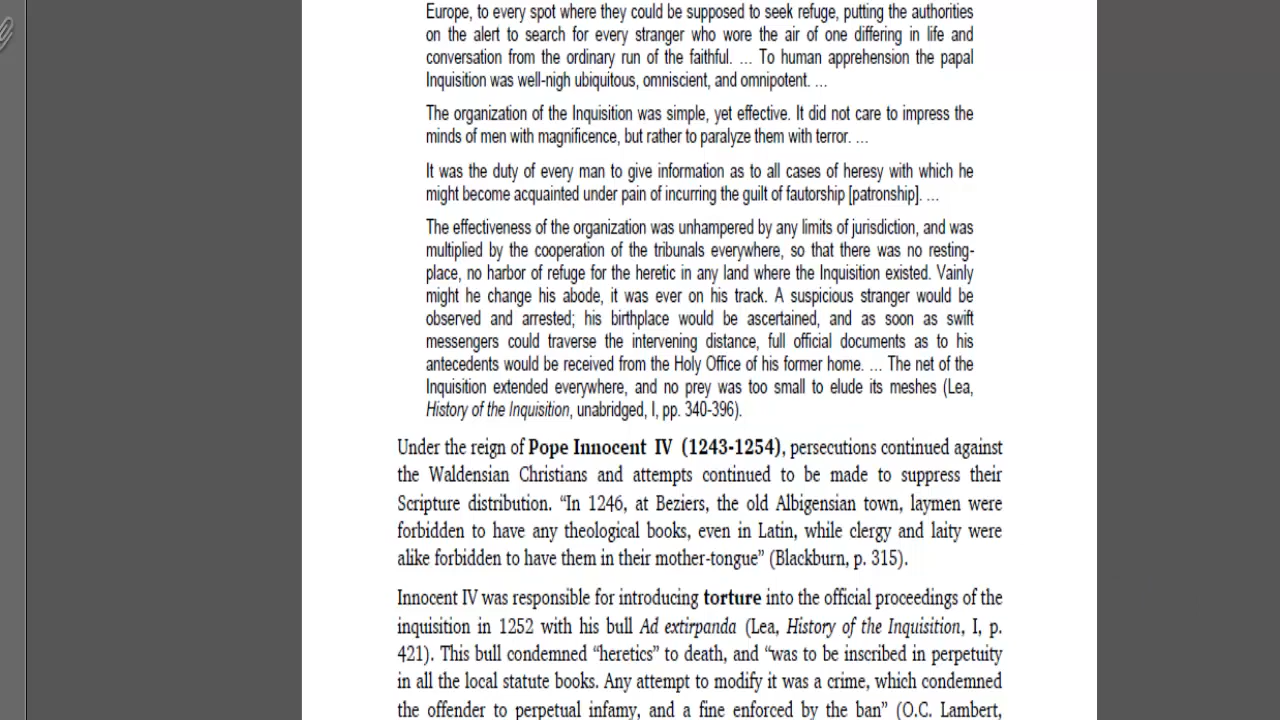 Europe, to every spot where they could be supposed to seek refuge, putting the authorities
on the alert to search for every stranger who wore the air of one differing in life and
conversation from the ordinary run of the faithful. ... To human apprehension the papal
Inquisition was well-nigh ubiquitous, omniscient, and omnipotent. ...
The organization of the Inquisition was simple, yet effective. It did not care to impress the
minds of men with magnificence, but rather to paralyze them with terror. ...
It was the duty of every man to give information as to all cases of heresy with which he
might become acquainted under pain of incurring the guilt of fautorship [patronship]. ...
The effectiveness of the organization was unhampered by any limits of jurisdiction, and was
multiplied by the cooperation of the tribunals everywhere, so that there was no resting-
place, no harbor of refuge for the heretic in any land where the Inquisition existed. Vainly
might he change his abode, it was ever on his track. A suspicious stranger would be
observed and arrested; his birthplace would be ascertained, and as soon as swift
messengers could traverse the intervening distance, full official documents as to his
antecedents would be received from the Holy Office of his former home. ... The net of the
Inquisition extended everywhere, and no prey was too small to elude its meshes (Lea,
History of the Inquisition, unabridged, I, pp. 340-396).
Under the reign of Pope Innocent IV (1243-1254), persecutions continued against
the Waldensian Christians and attempts continued to be made to suppress their
Scripture distribution. “In 1246, at Beziers, the old Albigensian town, laymen were
forbidden to have any theological books, even in Latin, while clergy and laity were
alike forbidden to have them in their mother-tongue” (Blackburn, p. 315).
Innocent IV was responsible for introducing torture into the official proceedings of the
inquisition in 1252 with his bull Ad extirpanda (Lea, History of the Inquisition, I, p.
421). This bull condemned “heretics” to death, and “was to be inscribed in perpetuity
in all the local statute books. Any attempt to modify it was a crime, which condemned
the offender to perpetual infamy, and a fine enforced by the ban” (O.C. Lambert,